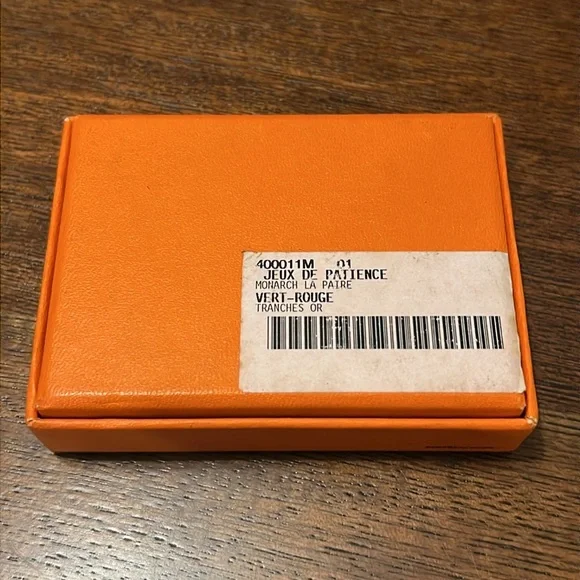 400011M 01
JEUX DE PATIENCE
MONARCH LA PAIRE
VERT-ROUGE
TRANCHES OR